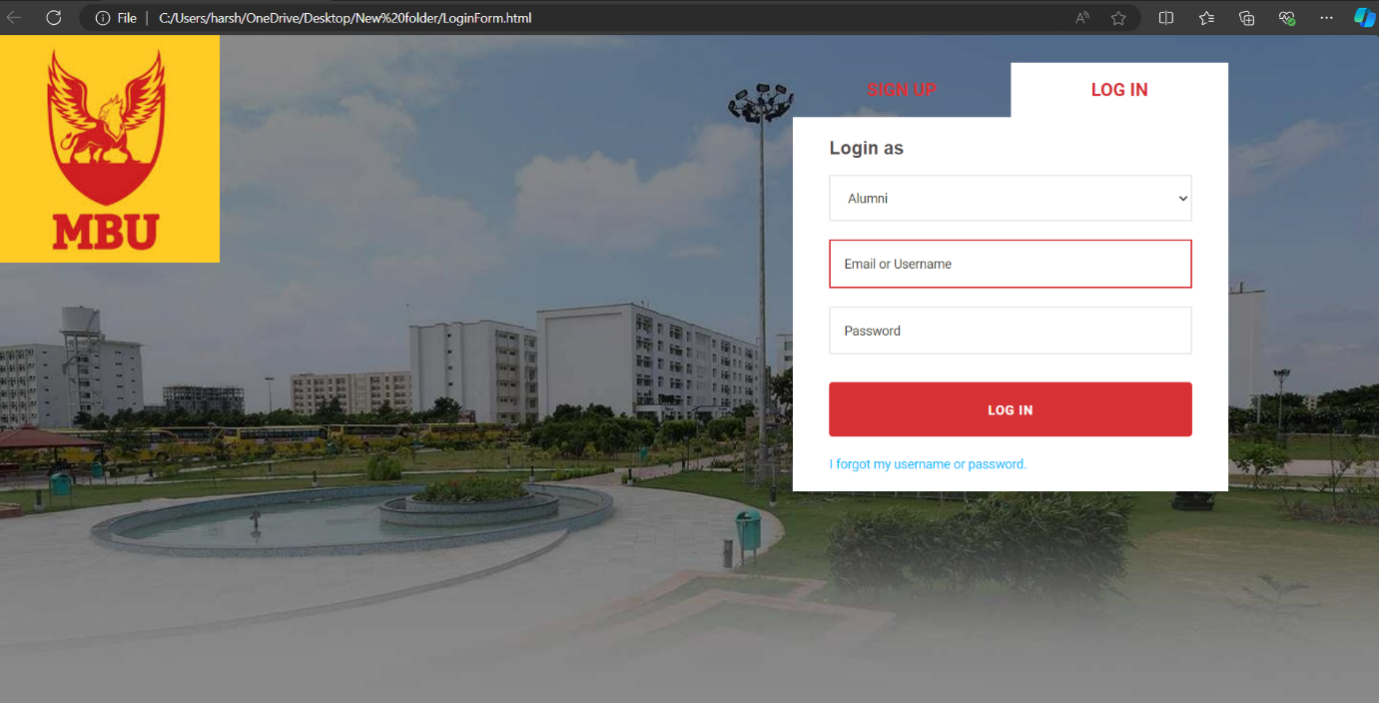 File
C:/Users/harsh/OneDrive/Desktop/New%20folder/LoginForm.html
MBU
SIGN UP
LOG IN
Login as
Alumni
Email or Username
Password
LOG IN
I forgot my username or password.